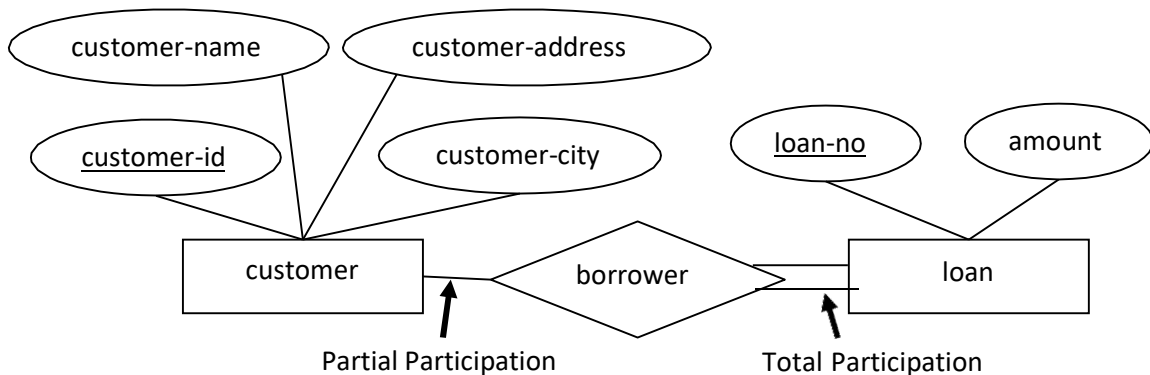 customer-name
customer-address
customer-id
customer-city
loan-no
amount
customer
borrower
loan
Partial Participation
Total Participation